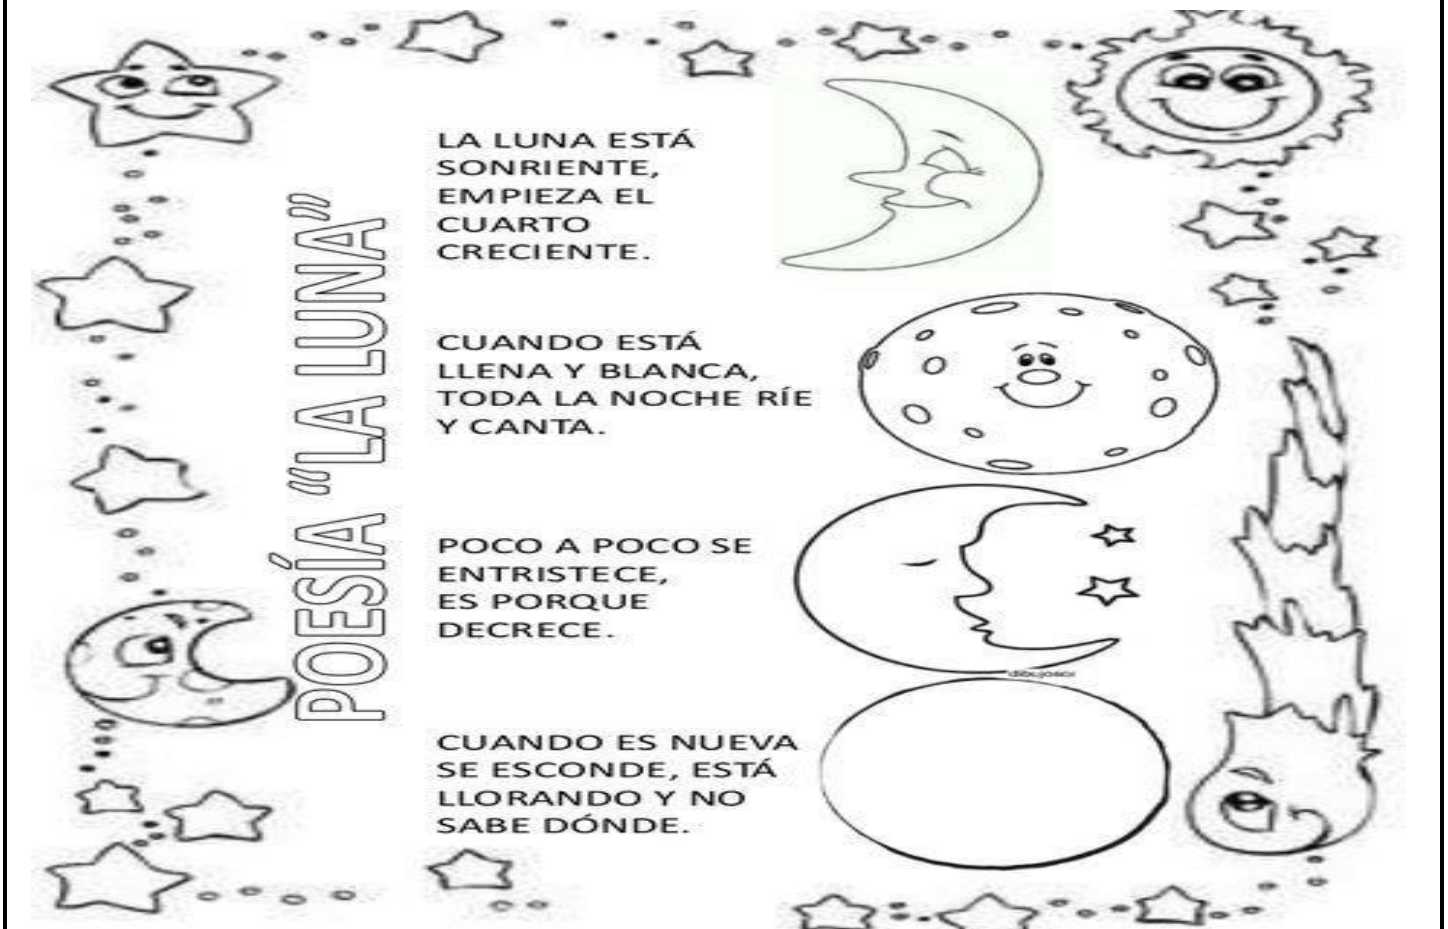 POESÍA “LA LUNA”
LA LUNA ESTÁ
SONRIENTE,
EMPIEZA EL
CUARTO
CRECIENTE.
CUANDO ESTÁ
LLENA Y BLANCA,
TODA LA NOCHE RÍE
Y CANTA.
POCO A POCO SE
ENTRISTECE,
ES PORQUE
DECRECE.
CUANDO ES NUEVA
SE ESCONDE, ESTÁ
LLORANDO Y NO
SABE DÓNDE.